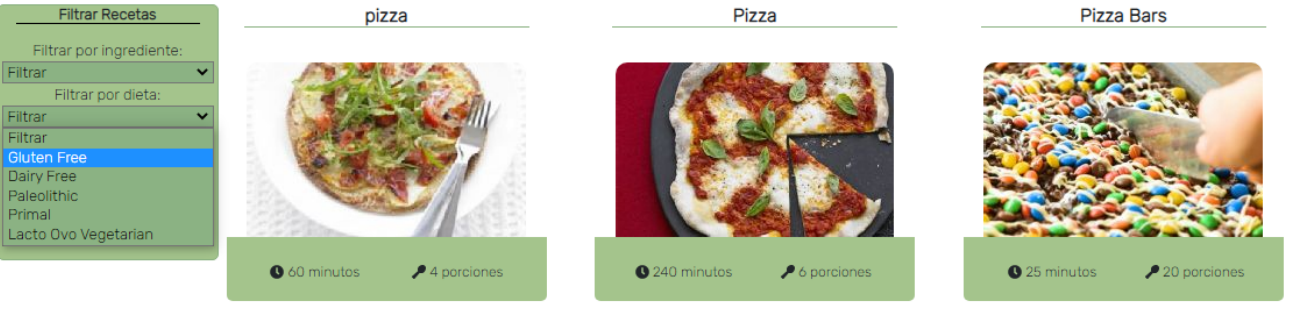 Filtrar Recetas
Filtrar por ingrediente:
Filtrar
Filtrar por dieta:
Filtrar
Filtrar
Gluten Free
Dairy Free
Paleolithic
Primal
Lacto Ovo Vegetarian
pizza
60 minutos 4 porciones
Pizza
240 minutos 6 porciones
Pizza Bars
25 minutos 20 porciones